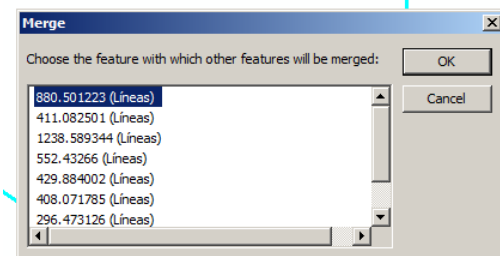 Merge
Choose the feature with which other features will be merged:
OK
Cancel
880.501223 (Líneas)
411.082501 (Líneas)
1238.589344 (Líneas)
552.43266 (Líneas)
429.884002 (Líneas)
408.071785 (Líneas)
296.473126 (Líneas)